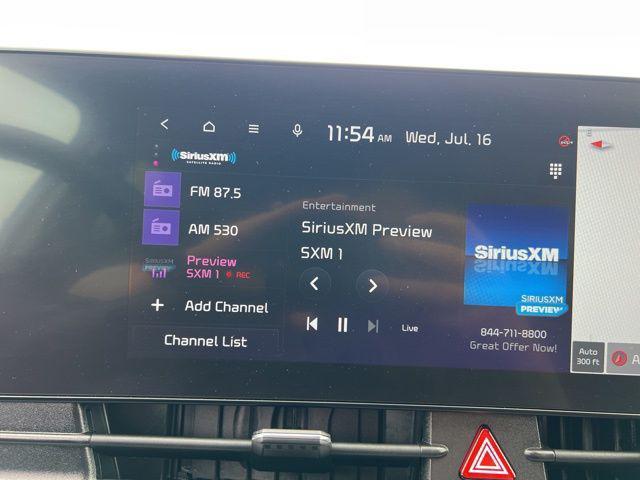 11:54 AM Wed, Jul. 16
SiriusXM
SATELLITE RADIO
FM 87.5
AM 530
SIRIUSXM
PREVIEW
Preview
SXM 1 REC
+ Add Channel
Channel List
Entertainment
SiriusXM Preview
SXM 1
Live
SiriusXM
SIRIUSXM
PREVIEW
844-711-8800
Great Offer Now!
Auto
300 ft
A